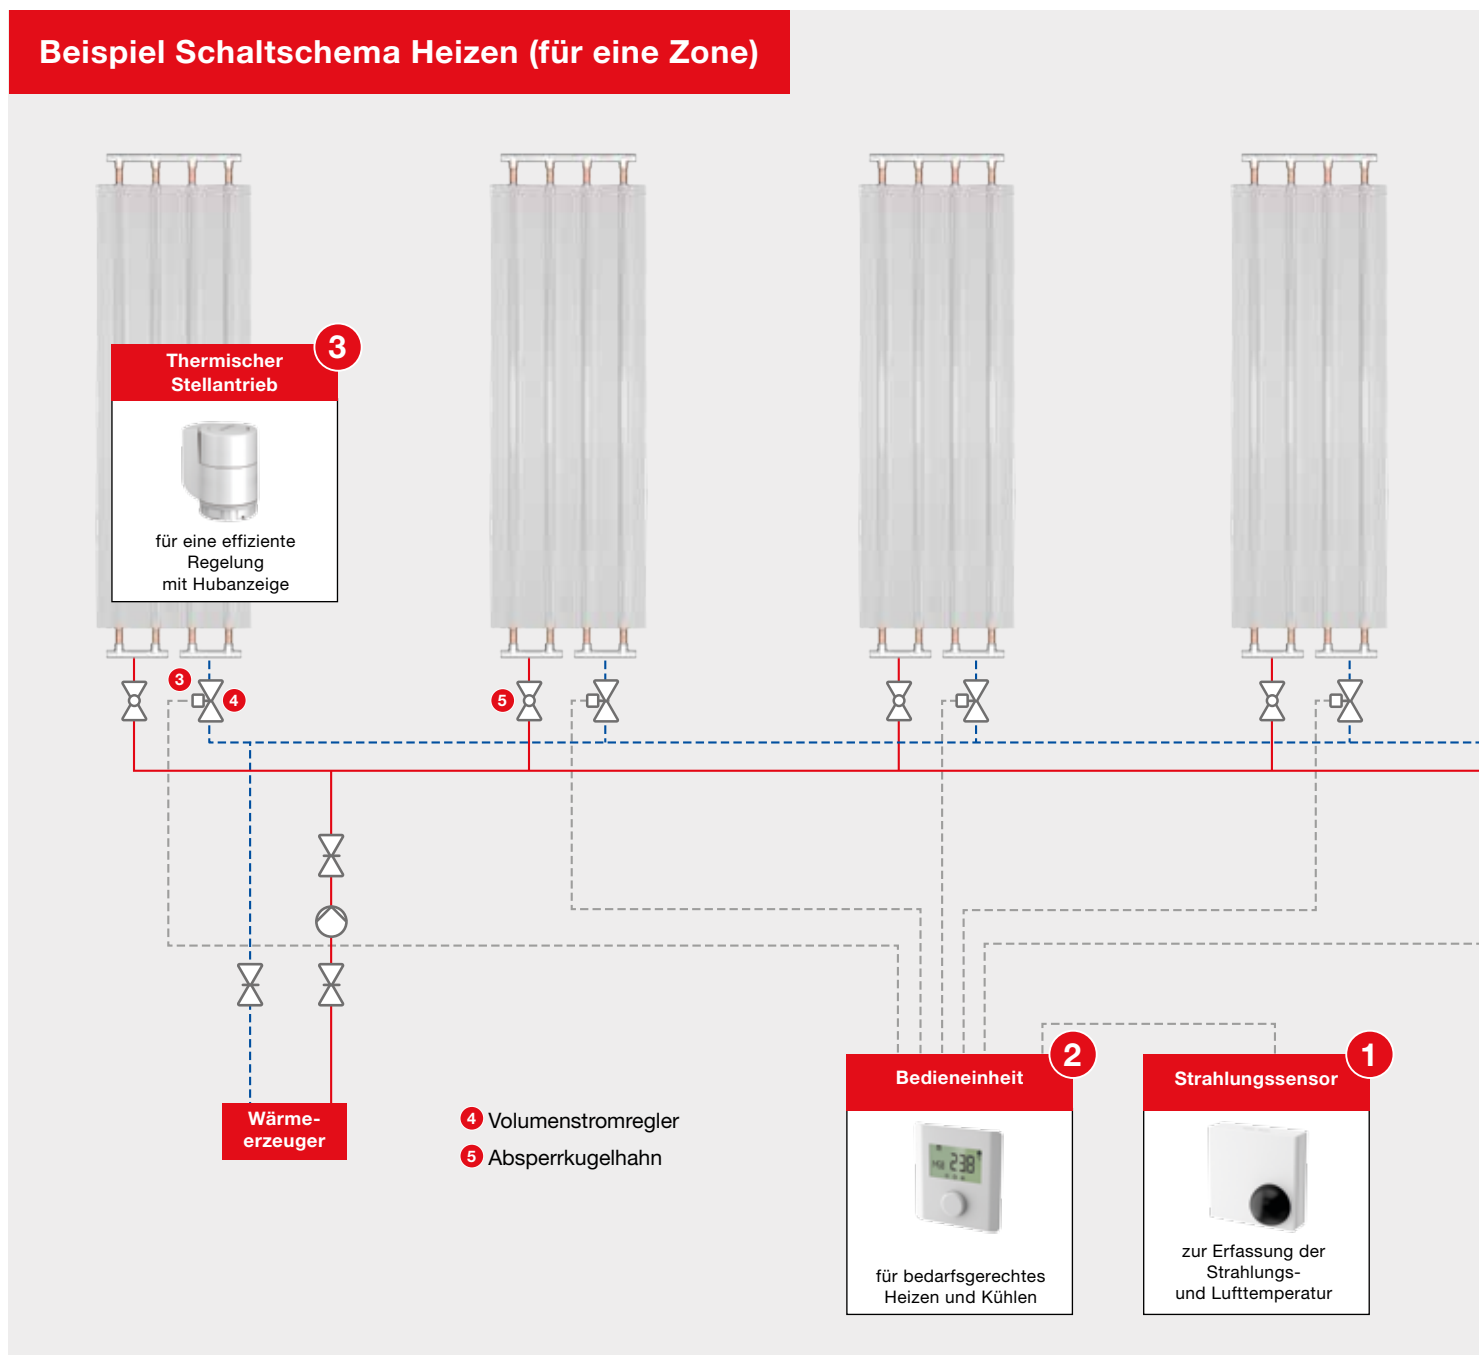 Beispiel Schaltschema Heizen (für eine Zone)
3
Thermischer
Stellantrieb
für eine effiziente
Regelung
mit Hubanzeige
3
4
5
Wärme-
erzeuger
4 Volumenstromregler
5 Absperrkugelhahn
2
Bedieneinheit
23.8
für bedarfsgerechtes
Heizen und Kühlen
1
Strahlungssensor
zur Erfassung der
Strahlungs-
und Lufttemperatur